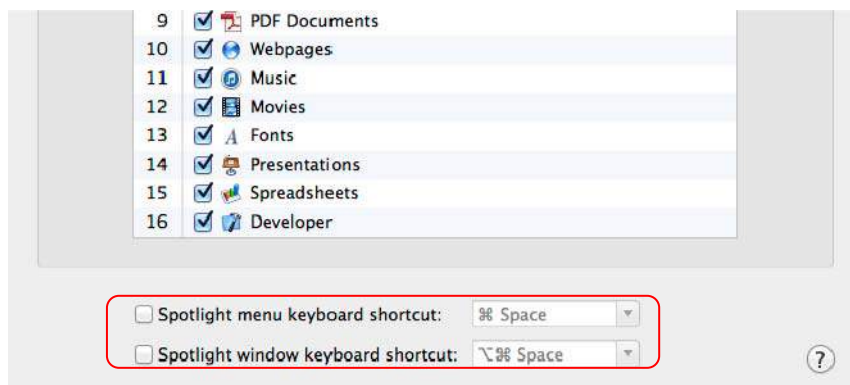 9 PDF Documents
10 Webpages
11 Music
12 Movies
13 Fonts
14 Presentations
15 Spreadsheets
16 Developer
Spotlight menu keyboard shortcut: ⌘ Space
Spotlight window keyboard shortcut: ⌥⌘ Space
?